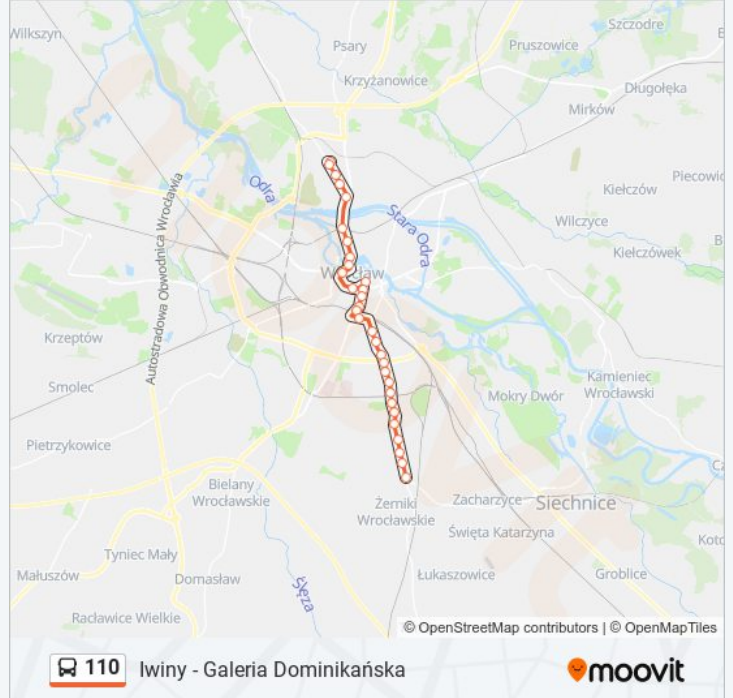 Wilkszyn
Psary
Szczodre
Pruszowice
Krzyżanowice
Długołęka
Mirków
Odra
Kiełczów
Piecowic
Stara Odra
Wilczyce
Kiełczówek
Autostradowa Obwodnica Wrocławia
Wrocław
Krzeptów
Smolec
Mokry Dwór
Kamieniec
Wrocławski
Pietrzykowice
Bielany
Wrocławskie
Żerniki
Wrocławskie
Zacharzyce
Siechnice
Święta Katarzyna
Koto
Tyniec Mały
Małuszów
Domasław
Ślęza
Łukaszowice
Groblice
Racławice Wielkie
© OpenStreetMap contributors | © OpenMapTiles
110 Iwiny - Galeria Dominikańska
moovit